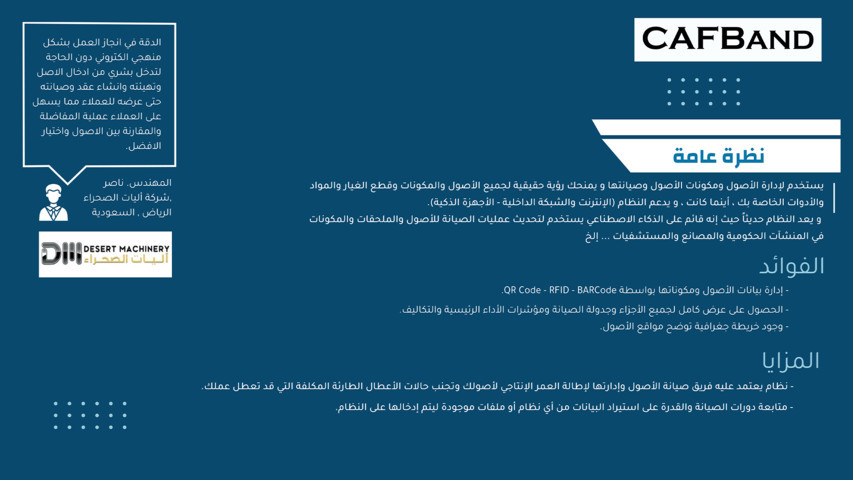 CAFBAND
نظرة عامة
يستخدم لإدارة الأصول ومكونات الأصول وصيانتها و يمنحك رؤية حقيقية لجميع الأصول والمكونات وقطع الغيار والمواد
والأدوات الخاصة بك ، أينما كانت ، و يدعم النظام (الإنترنت والشبكة الداخلية - الأجهزة الذكية).
و يعد النظام حديثاً حيث إنه قائم على الذكاء الاصطناعي يستخدم لتحديث عمليات الصيانة للأصول والملحقات والمكونات
في المنشآت الحكومية والمصانع والمستشفيات ... إلخ
الفوائد
- إدارة بيانات الأصول ومكوناتها بواسطة QR Code - RFID - BARCode.
- الحصول على عرض كامل لجميع الأجزاء وجدولة الصيانة ومؤشرات الأداء الرئيسية والتكاليف.
- وجود خريطة جغرافية توضح مواقع الأصول.
المزايا
- نظام يعتمد عليه فريق صيانة الأصول وإدارتها لإطالة العمر الإنتاجي لأصولك وتجنب حالات الأعطال الطارئة المكلفة التي قد تعطل عملك.
- متابعة دورات الصيانة والقدرة على استيراد البيانات من أي نظام أو ملفات موجودة ليتم إدخالها على النظام.
الدقة في انجاز العمل بشكل
منهجي الكتروني دون الحاجة
لتدخل بشري من ادخال الاصل
وتهيئته وانشاء عقد وصيانته
حتى عرضه للعملاء مما يسهل
على العملاء عملية المفاضلة
والمقارنة بين الاصول واختيار
الافضل.
المهندس. ناصر
,شركة آليات الصحراء
الرياض , السعودية
DM DESERT MACHINERY
آليات الصحراء